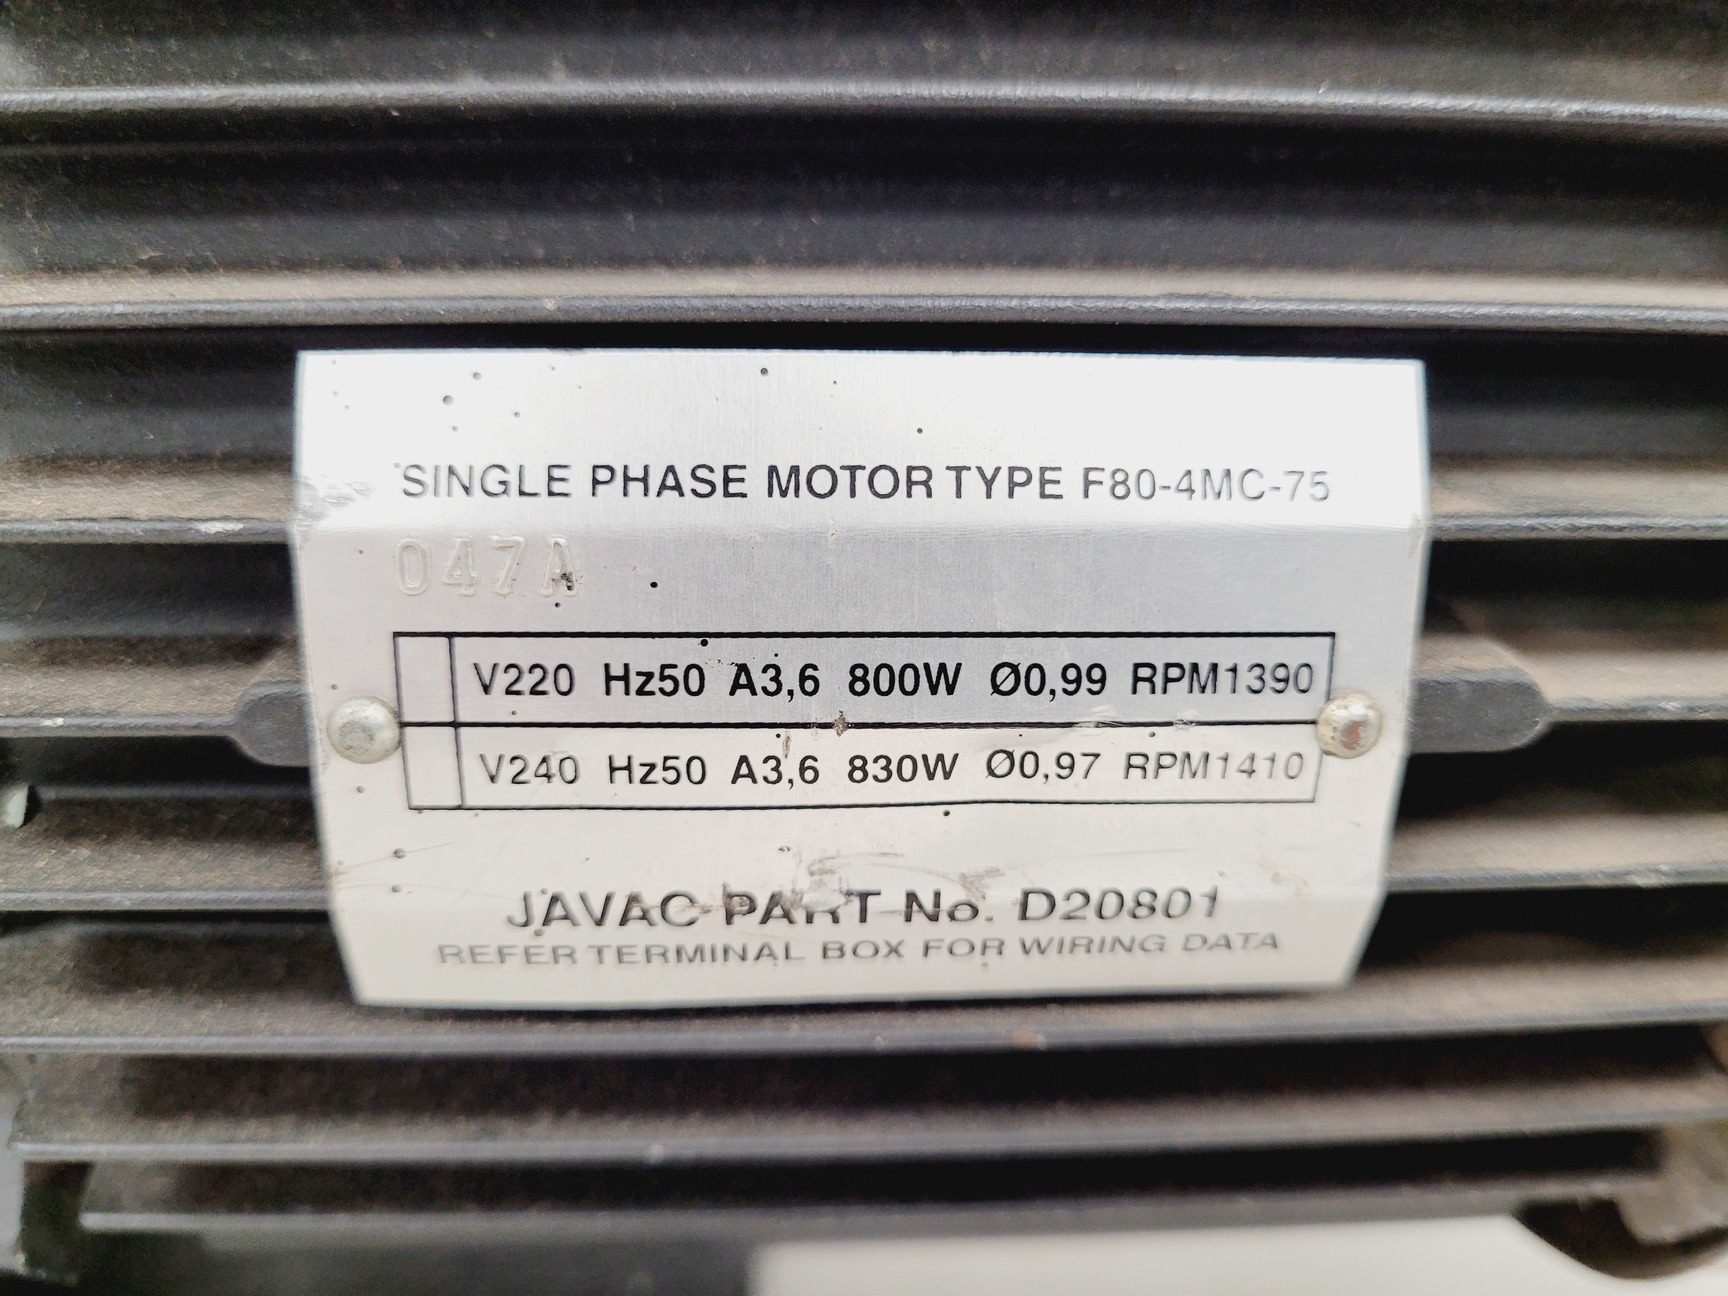 SINGLE PHASE MOTOR TYPE F80-4MC-75
047A
V220 Hz50 A3,6 800W Ø0,99 RPM1390
V240 Hz50 A3,6 830W Ø0,97 RPM1410
JAVAC PART No. D20801
REFER TERMINAL BOX FOR WIRING DATA